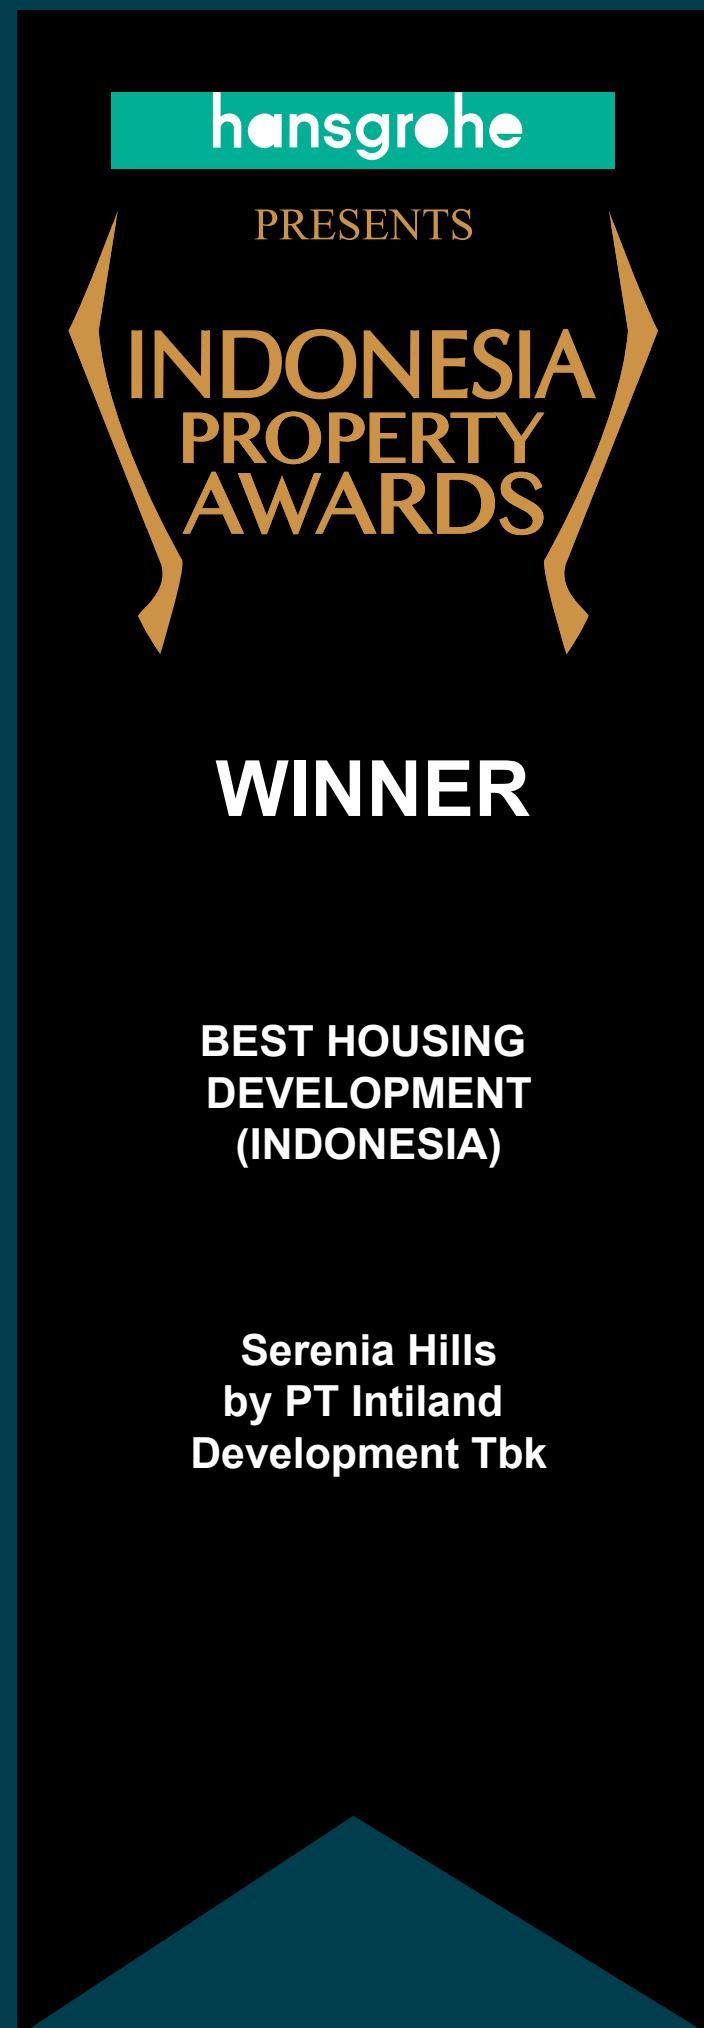 hansgrohe
PRESENTS
INDONESIA
PROPERTY
AWARDS
WINNER
BEST HOUSING
DEVELOPMENT
(INDONESIA)
Serenia Hills
by PT Intiland
Development Tbk